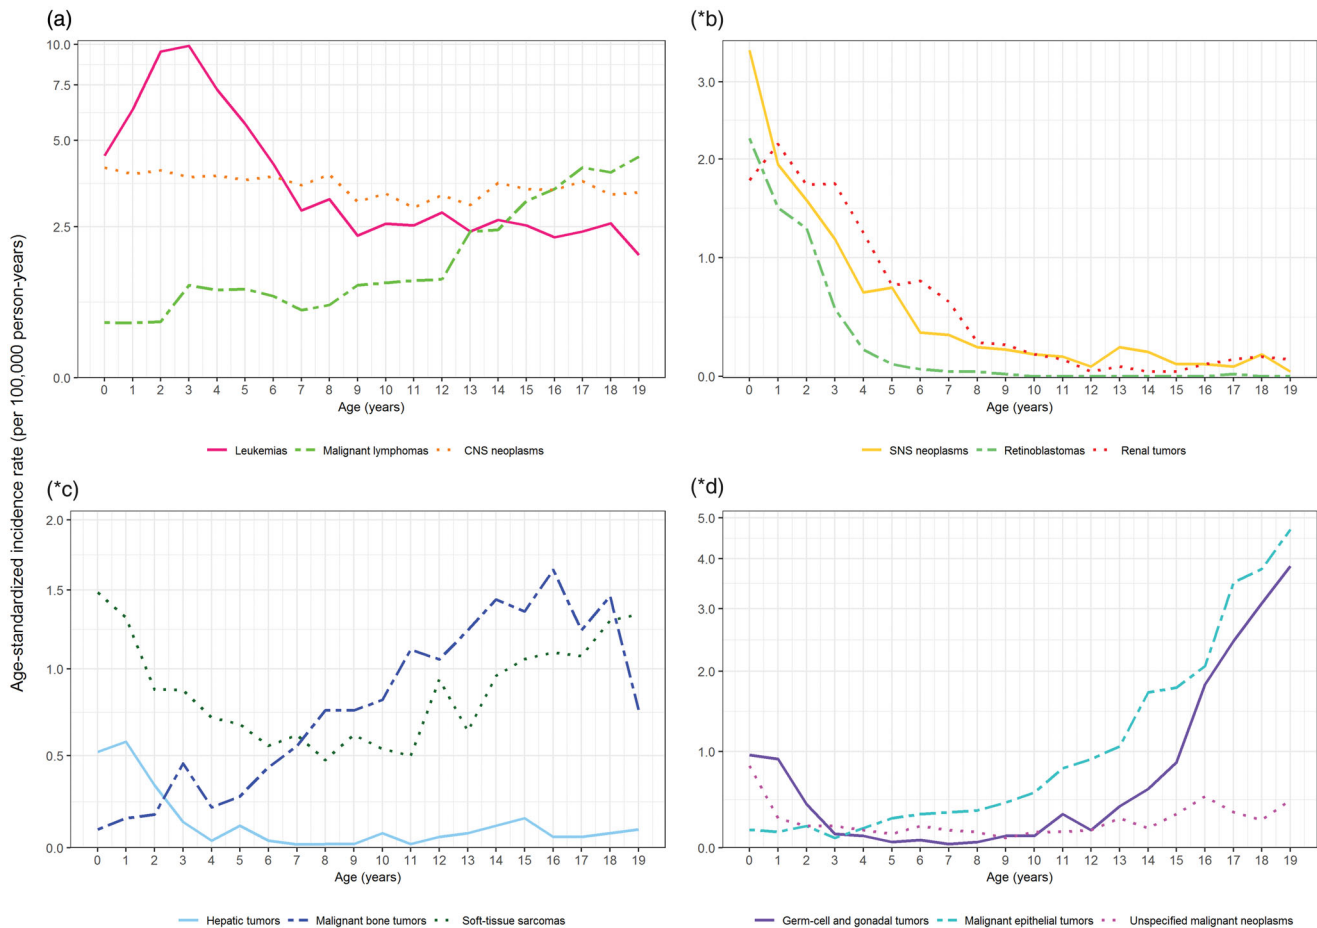 (a)
10.0
5.0
2.5
0.0
0 1 2 3 4 5 6 7 8 9 10 11 12 13 14 15 16 17 18 19
Age (years)
Leukemias Malignant lymphomas CNS neoplasms
(*b)
3.0
2.0
1.0
0.0
0 1 2 3 4 5 6 7 8 9 10 11 12 13 14 15 16 17 18 19
Age (years)
SNS neoplasms Retinoblastomas Renal tumors
Age-standardized incidence rate (per 100,000 person-years)
(*c)
2.0
1.5
1.0
0.5
0.0
0 1 2 3 4 5 6 7 8 9 10 11 12 13 14 15 16 17 18 19
Age (years)
Hepatic tumors Malignant bone tumors Soft-tissue sarcomas
(*d)
5.0
4.0
3.0
2.0
1.0
0.0
0 1 2 3 4 5 6 7 8 9 10 11 12 13 14 15 16 17 18 19
Age (years)
Germ-cell and gonadal tumors Malignant epithelial tumors Unspecified malignant neoplasms